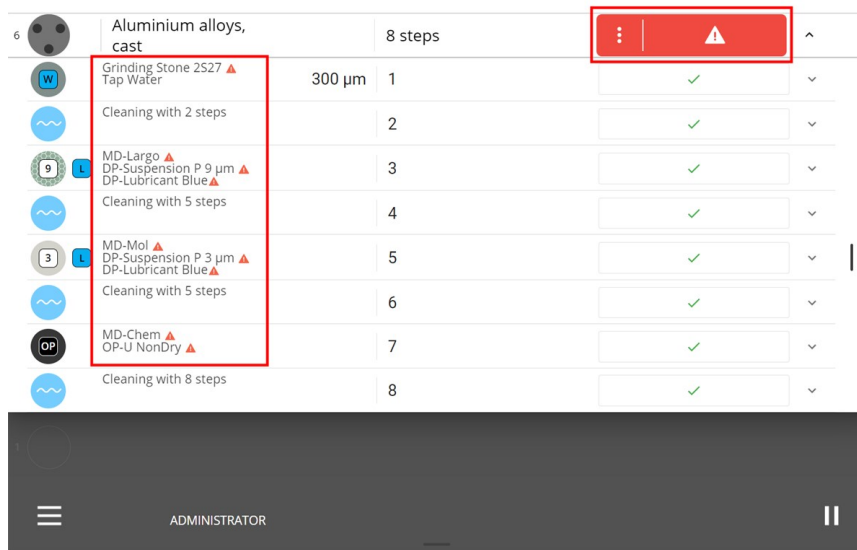 6
Aluminium alloys,
cast
8 steps
W
Grinding Stone 2S27
Tap Water
300 µm
1
Cleaning with 2 steps
2
9
L
MD-Largo
DP-Suspension P 9 µm
DP-Lubricant Blue
3
Cleaning with 5 steps
4
3
L
MD-Mol
DP-Suspension P 3 µm
DP-Lubricant Blue
5
Cleaning with 5 steps
6
OP
MD-Chem
OP-U NonDry
7
Cleaning with 8 steps
8
ADMINISTRATOR